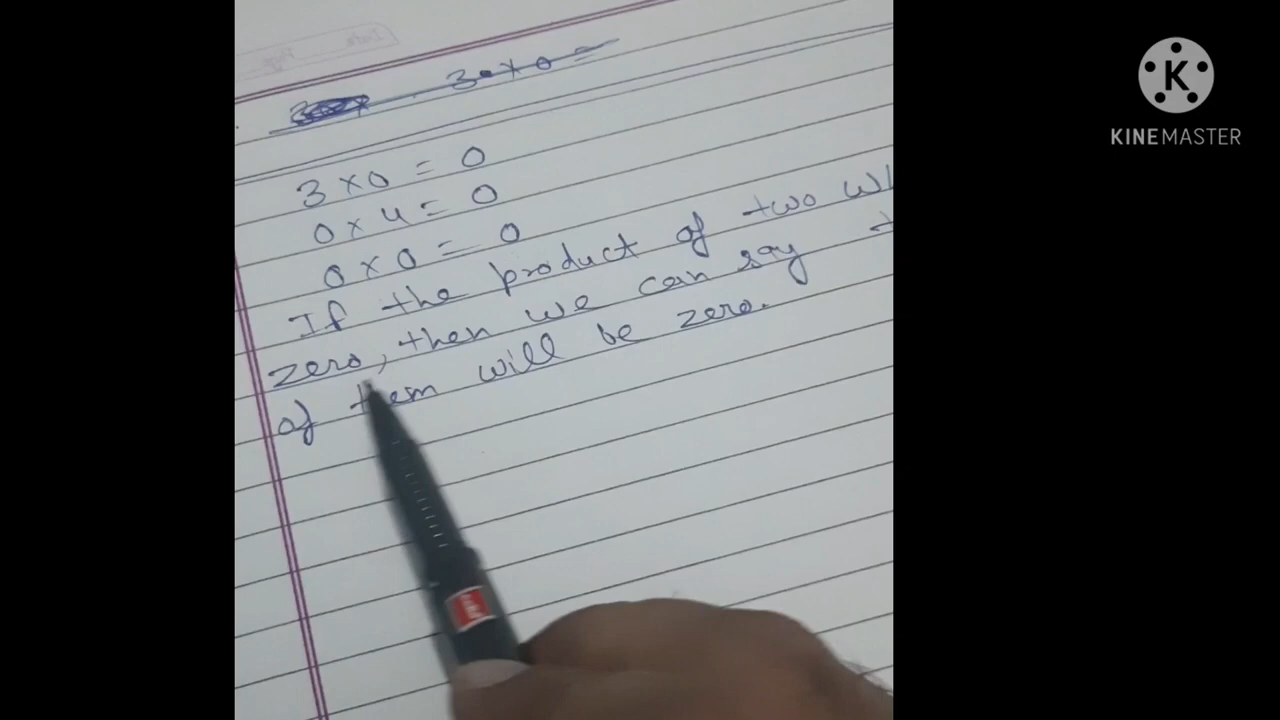 3 × 0 =
3 × 0 = 0
0 × 4 = 0
0 × 0 = 0
If the product of two
zero, then we can say
of them will be zero.
KINEMASTER